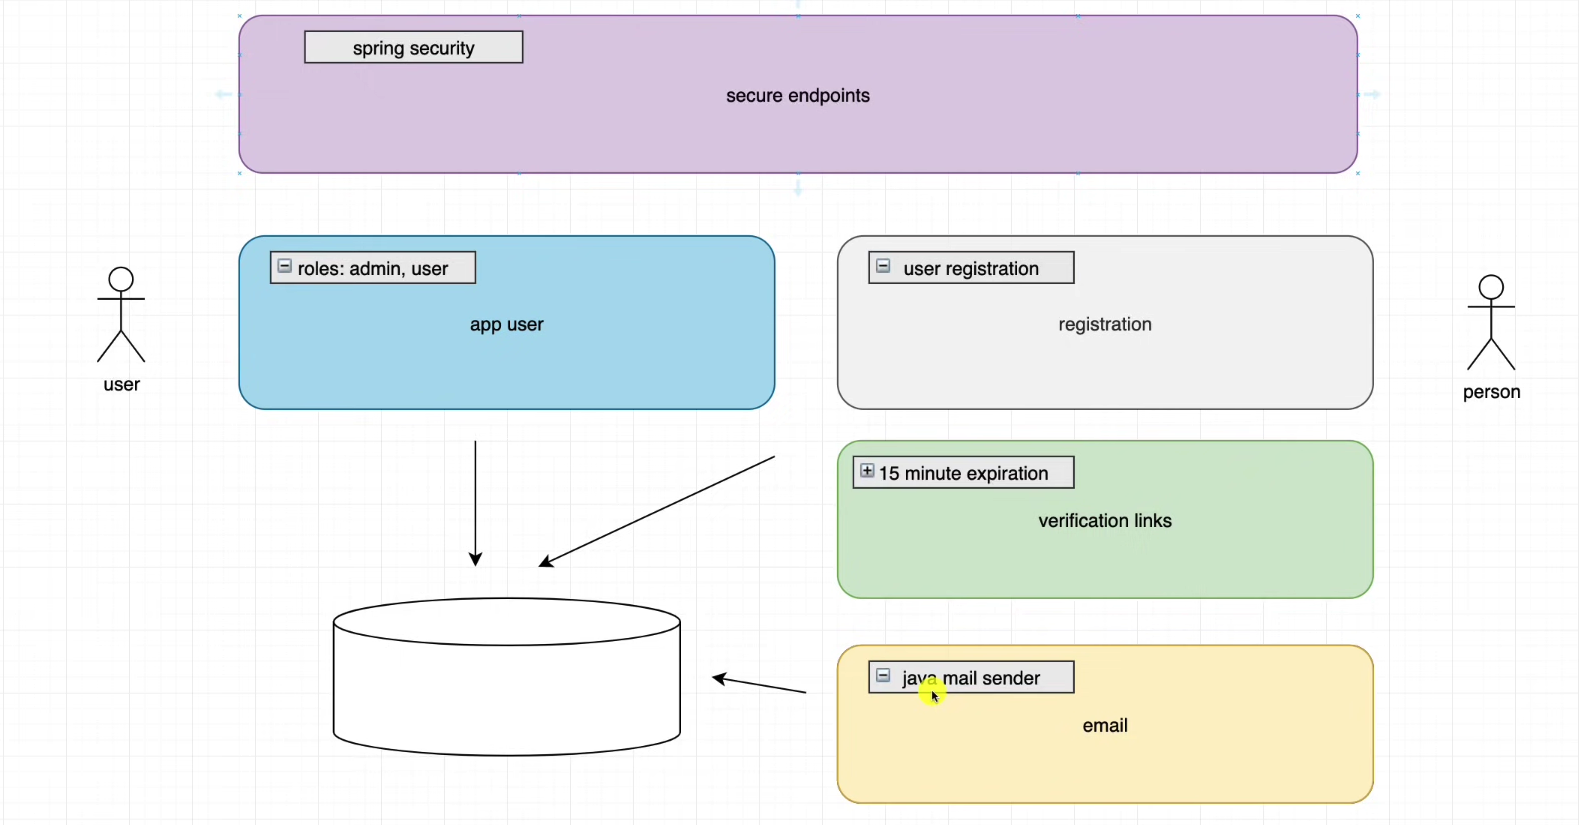 spring security
secure endpoints
roles: admin, user
app user
user registration
registration
user
person
15 minute expiration
verification links
java mail sender
email